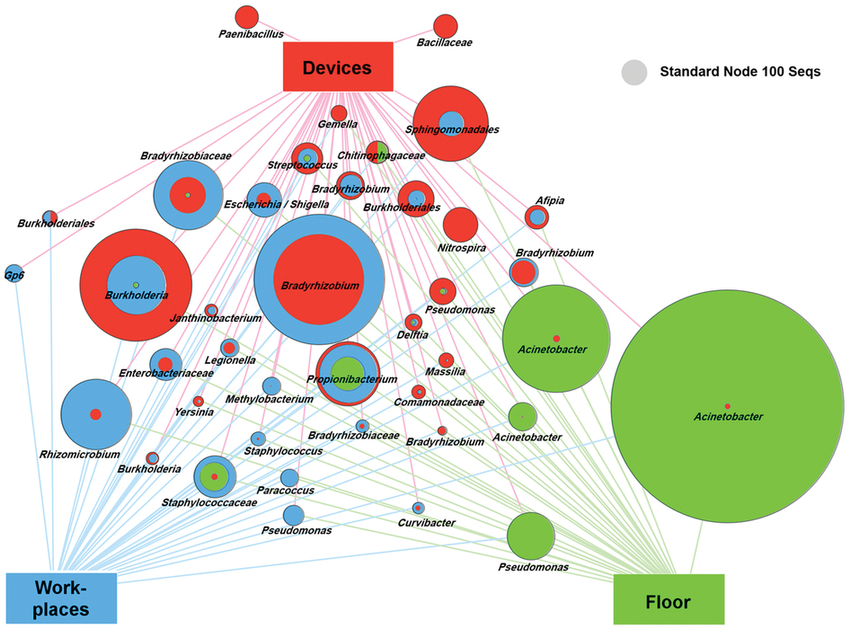 Paenibacillus
Bacillaceae
Devices
Standard Node 100 Seqs
Gemella
Sphingomonadales
Bradyrhizobiaceae
Streptococcus
Chitinophagaceae
Bradyrhizobium
Escherichia / Shigella
Burkholderiales
Afipia
Burkholderiales
Nitrospira
Bradyrhizobium
Gp6
Bradyrhizobium
Burkholderia
Janthinobacterium
Pseudomonas
Delftia
Acinetobacter
Legionella
Enterobacteriaceae
Propionibacterium
Massilia
Methylobacterium
Comamonadaceae
Yersinia
Acinetobacter
Rhizomicrobium
Bradyrhizobiaceae
Bradyrhizobium
Acinetobacter
Staphylococcus
Burkholderia
Staphylococcaceae
Paracoccus
Pseudomonas
Curvibacter
Pseudomonas
Work-
places
Floor